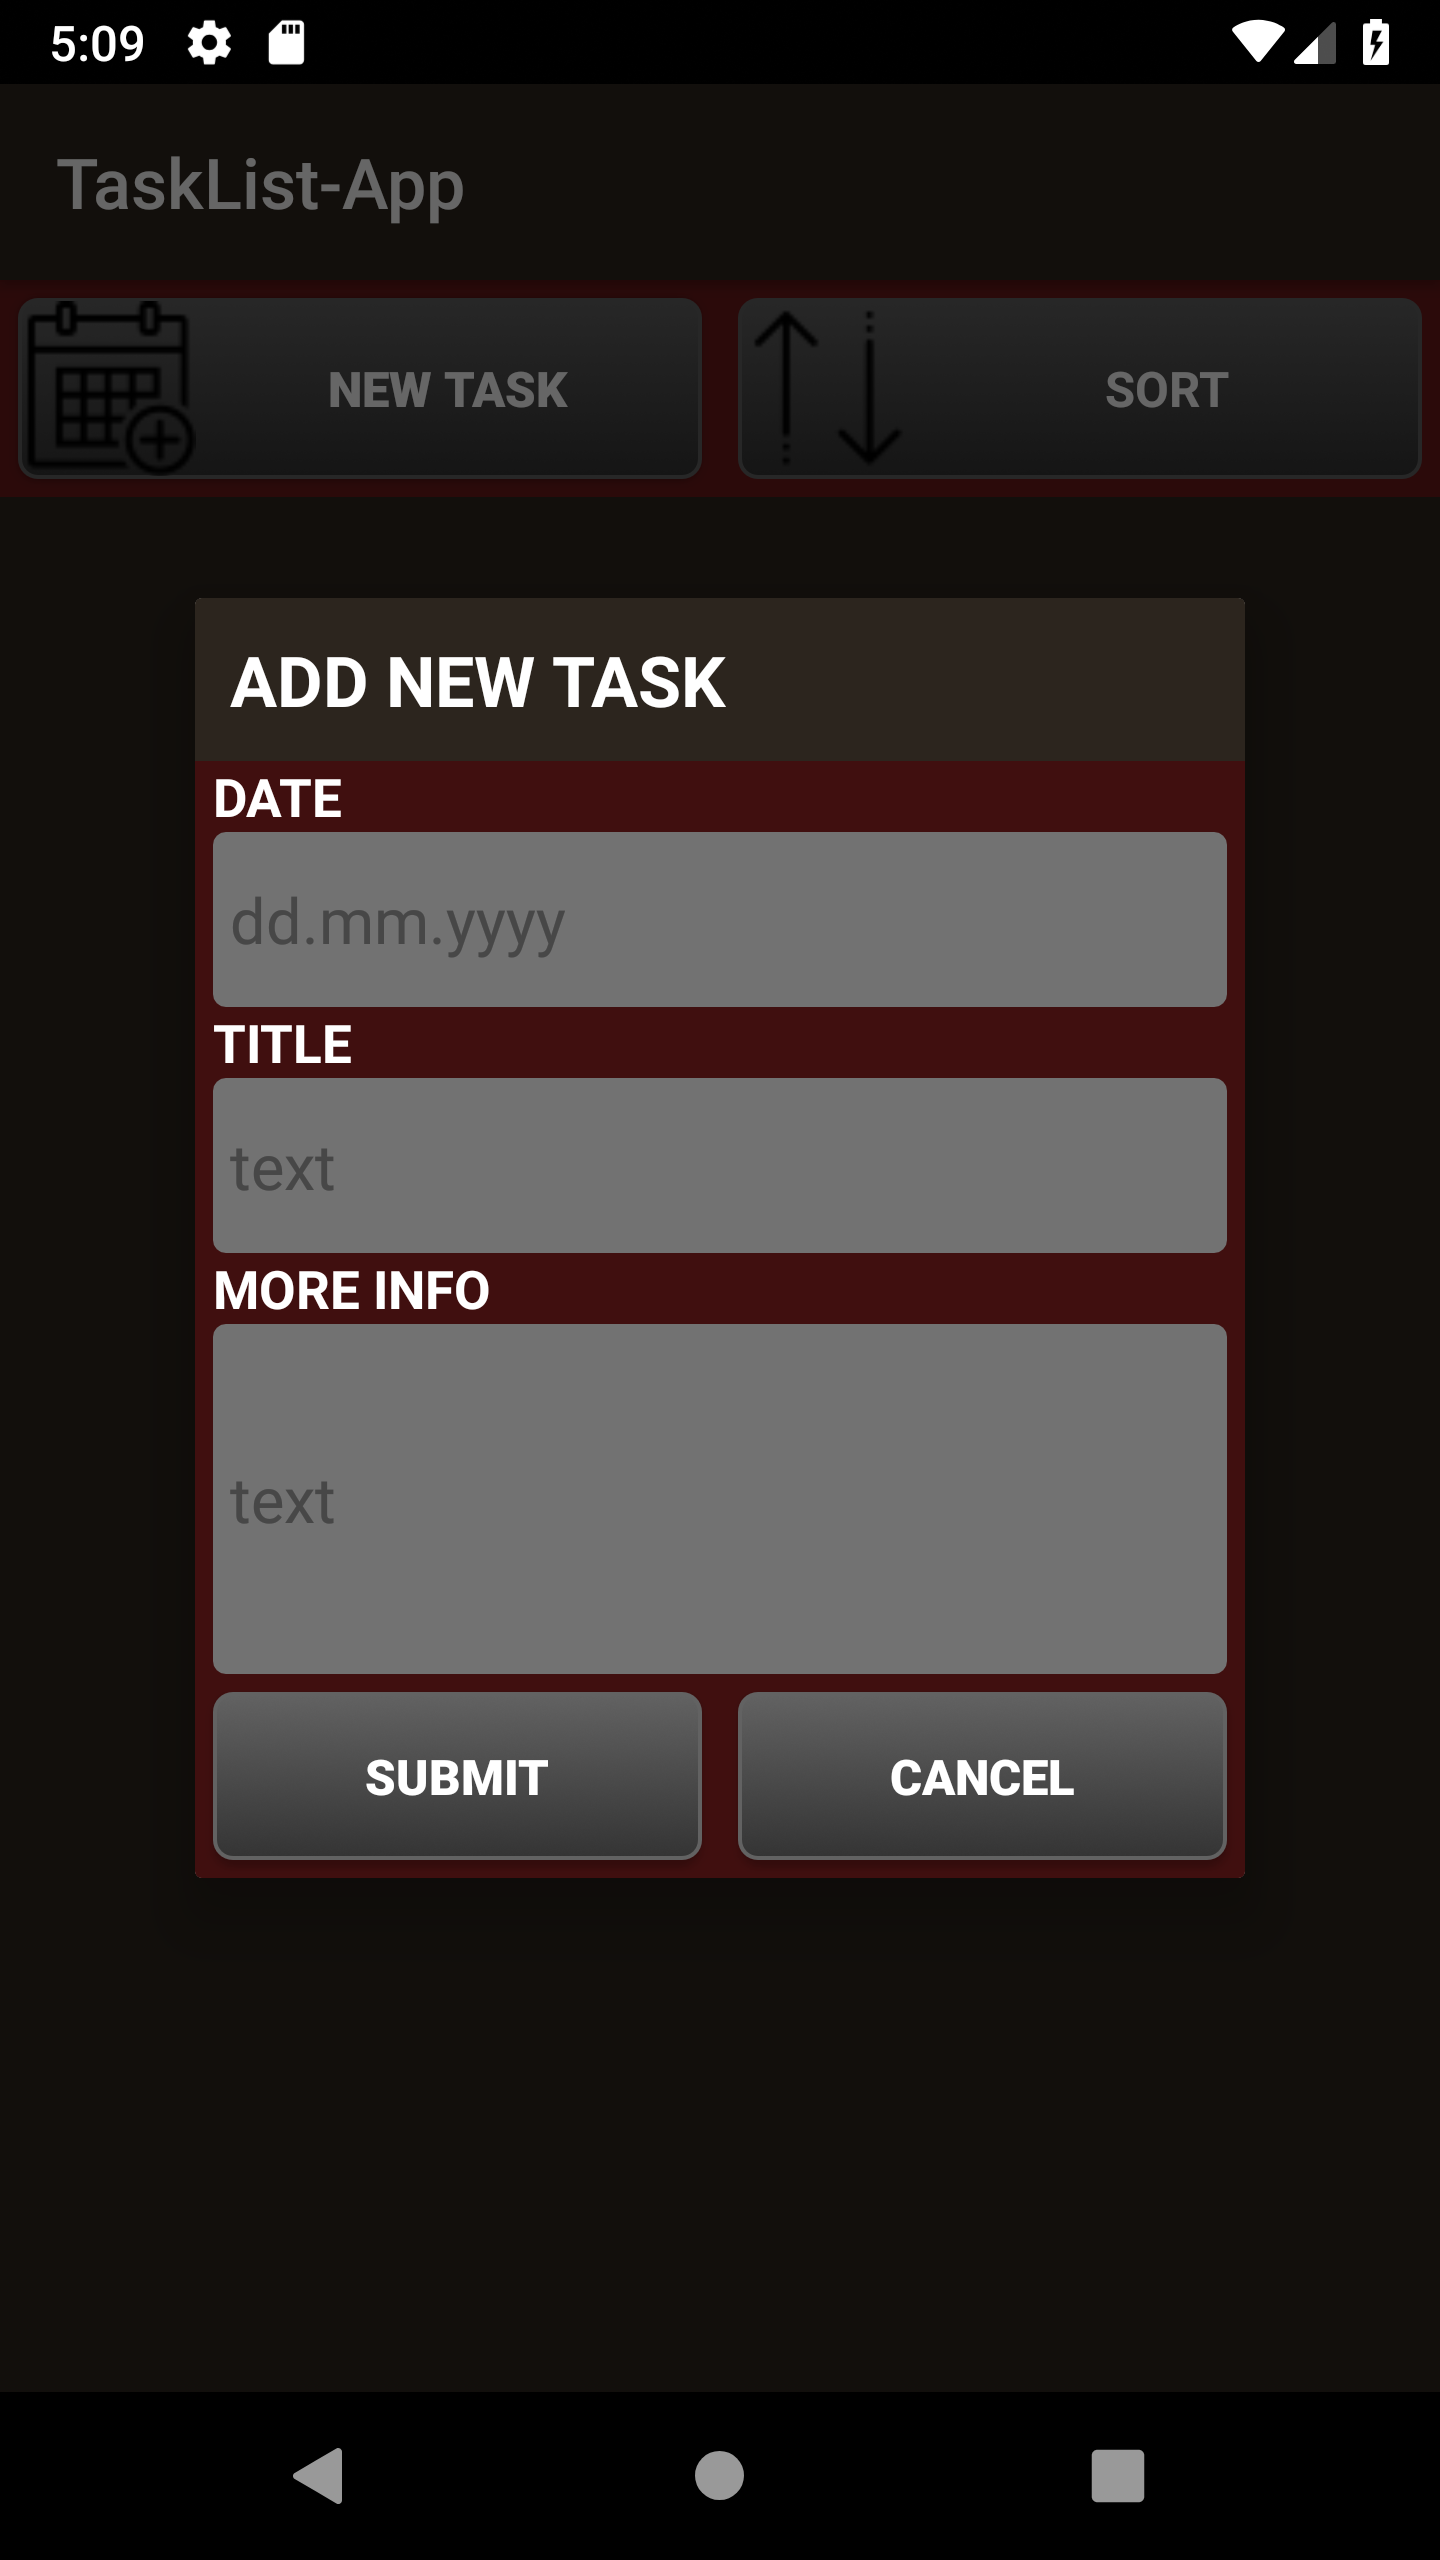 5:09
TaskList-App
NEW TASK
SORT
ADD NEW TASK
DATE
dd.mm.yyyy
TITLE
text
MORE INFO
text
SUBMIT
CANCEL